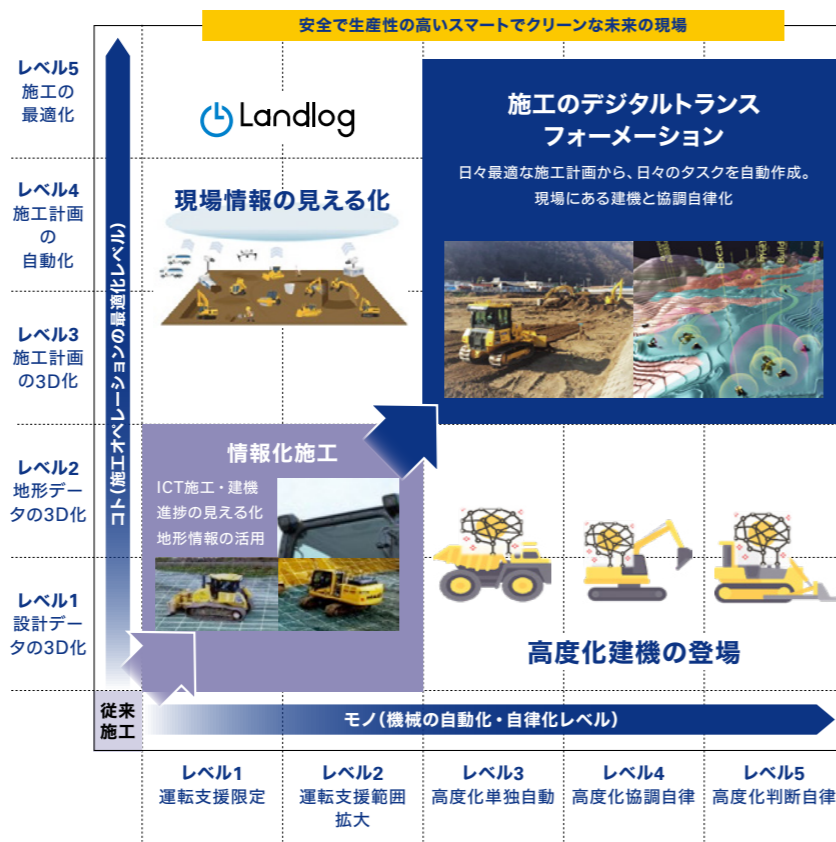 安全で生産性の高いスマートでクリーンな未来の現場
レベル5
施工の
最適化
レベル4
施工計画
の
自動化
レベル3
施工計画
の3D化
レベル2
地形デー
タの3D化
レベル1
設計デー
タの3D化
コト(施工オペレーションの最適化レベル)
Landlog
現場情報の見える化
施工のデジタルトランス
フォーメーション
日々最適な施工計画から、日々のタスクを自動作成。
現場にある建機と協調自律化
情報化施工
ICT施工・建機
進捗の見える化
地形情報の活用
高度化建機の登場
従来
施工
モノ(機械の自動化・自律化レベル)
レベル1
運転支援限定
レベル2
運転支援範囲
拡大
レベル3
高度化単独自動
レベル4
高度化協調自律
レベル5
高度化判断自律